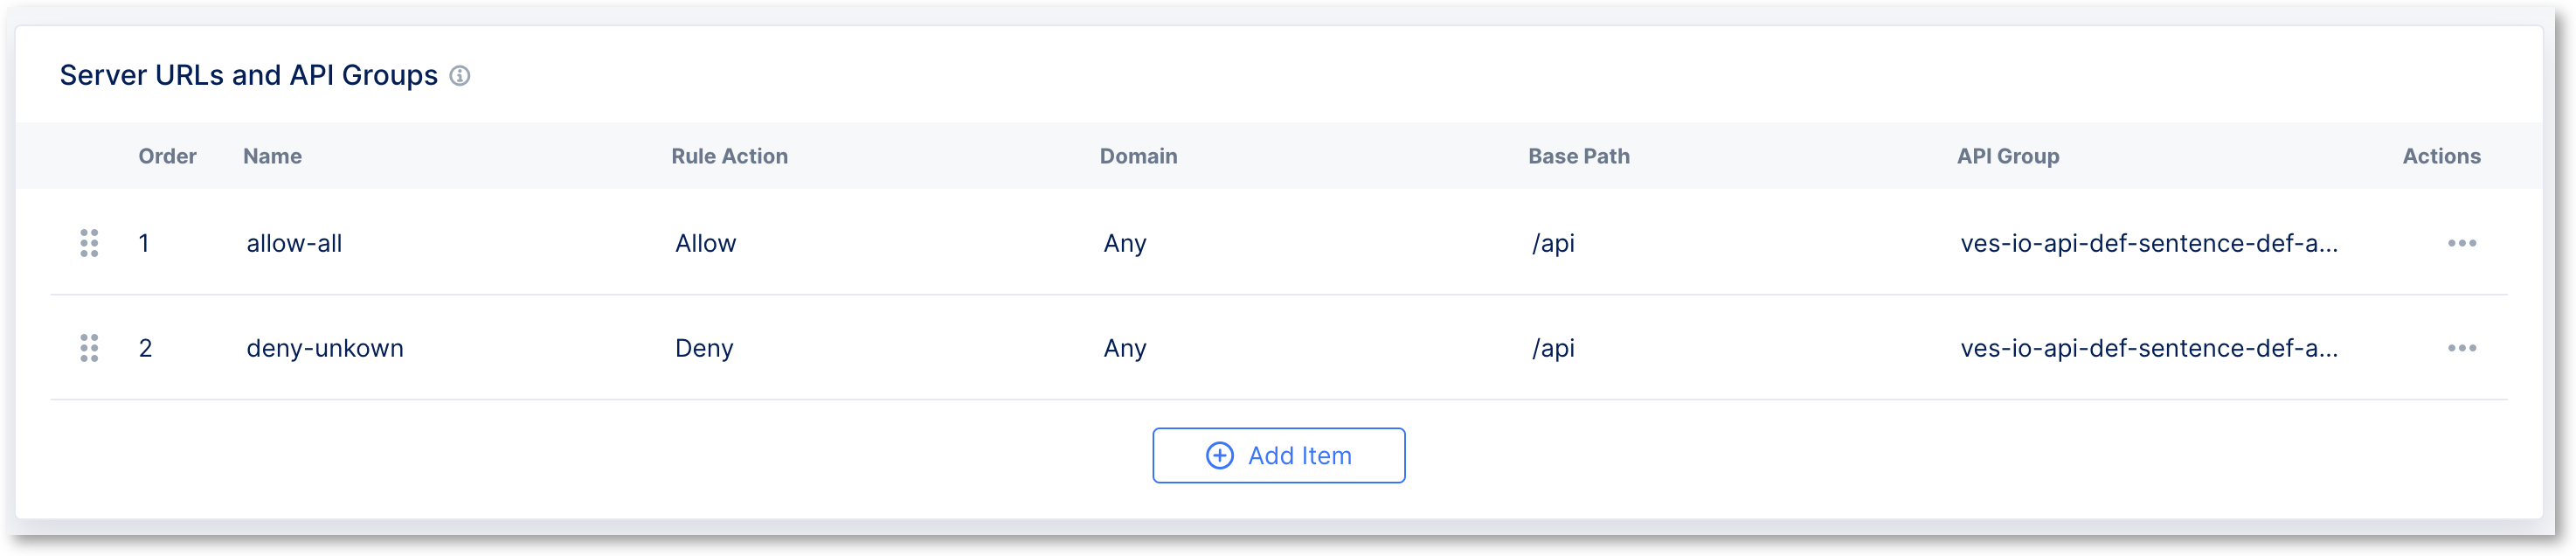 Server URLs and API Groups
Order Name Rule Action Domain Base Path API Group Actions
1 allow-all Allow Any /api ves-io-api-def-sentence-def-a...
2 deny-unkown Deny Any /api ves-io-api-def-sentence-def-a...
Add Item